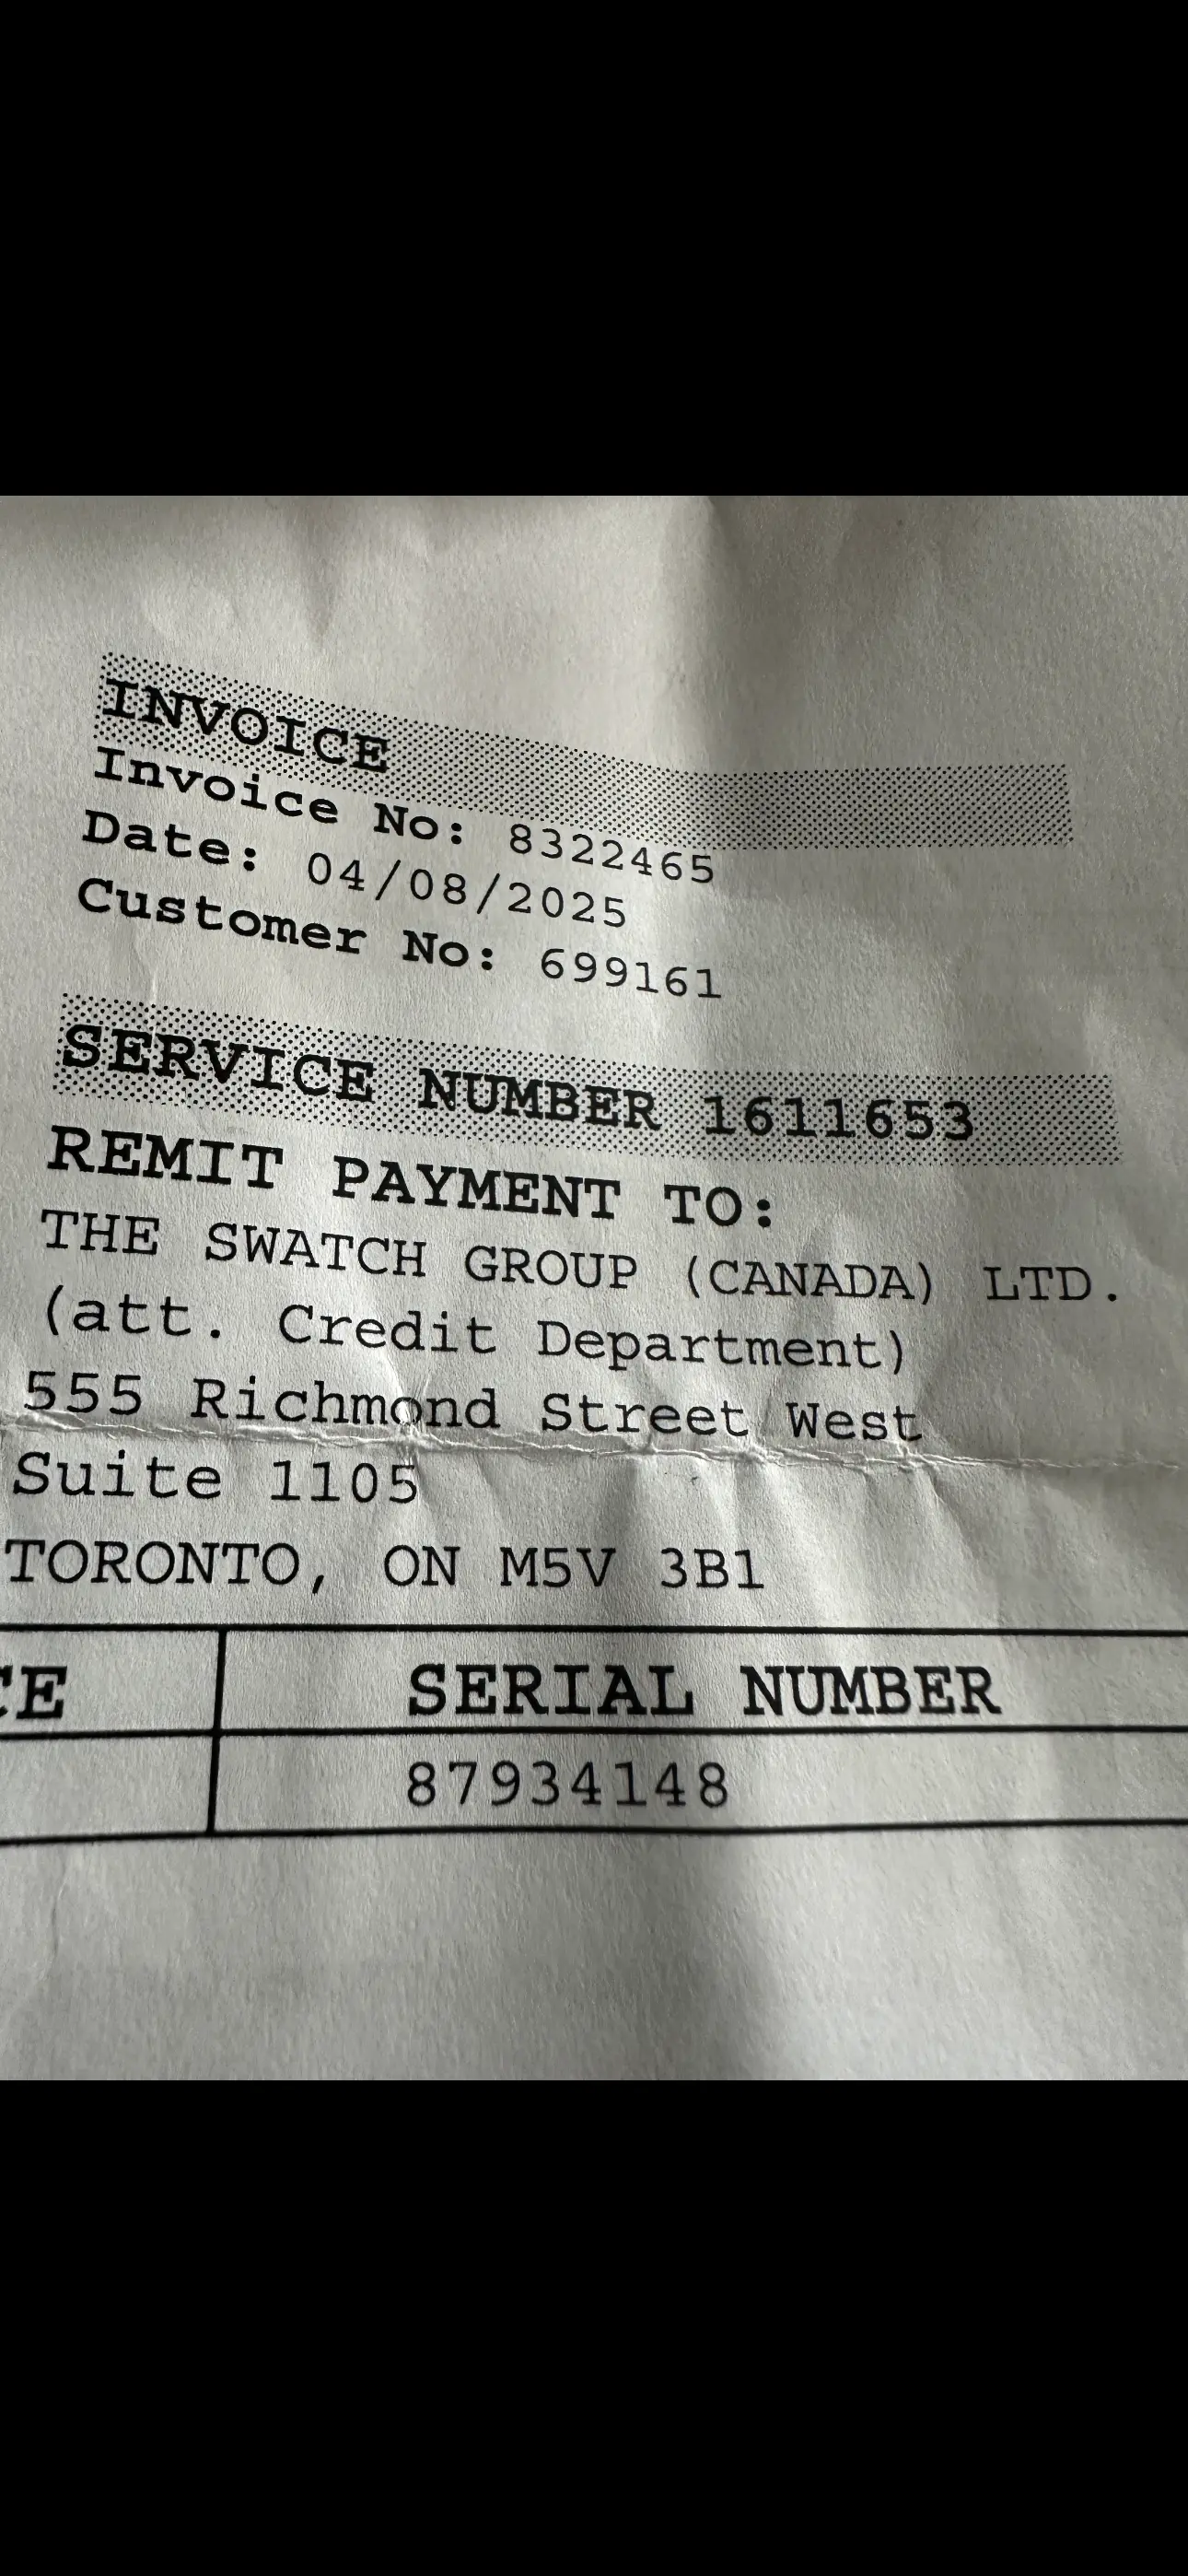 INVOICE
Invoice No: 8322465
Date: 04/08/2025
Customer No: 699161
SERVICE NUMBER 1611653
REMIT PAYMENT TO:
THE SWATCH GROUP (CANADA) LTD.
(att. Credit Department)
555 Richmond Street West
Suite 1105
TORONTO, ON M5V 3B1
CE SERIAL NUMBER
87934148